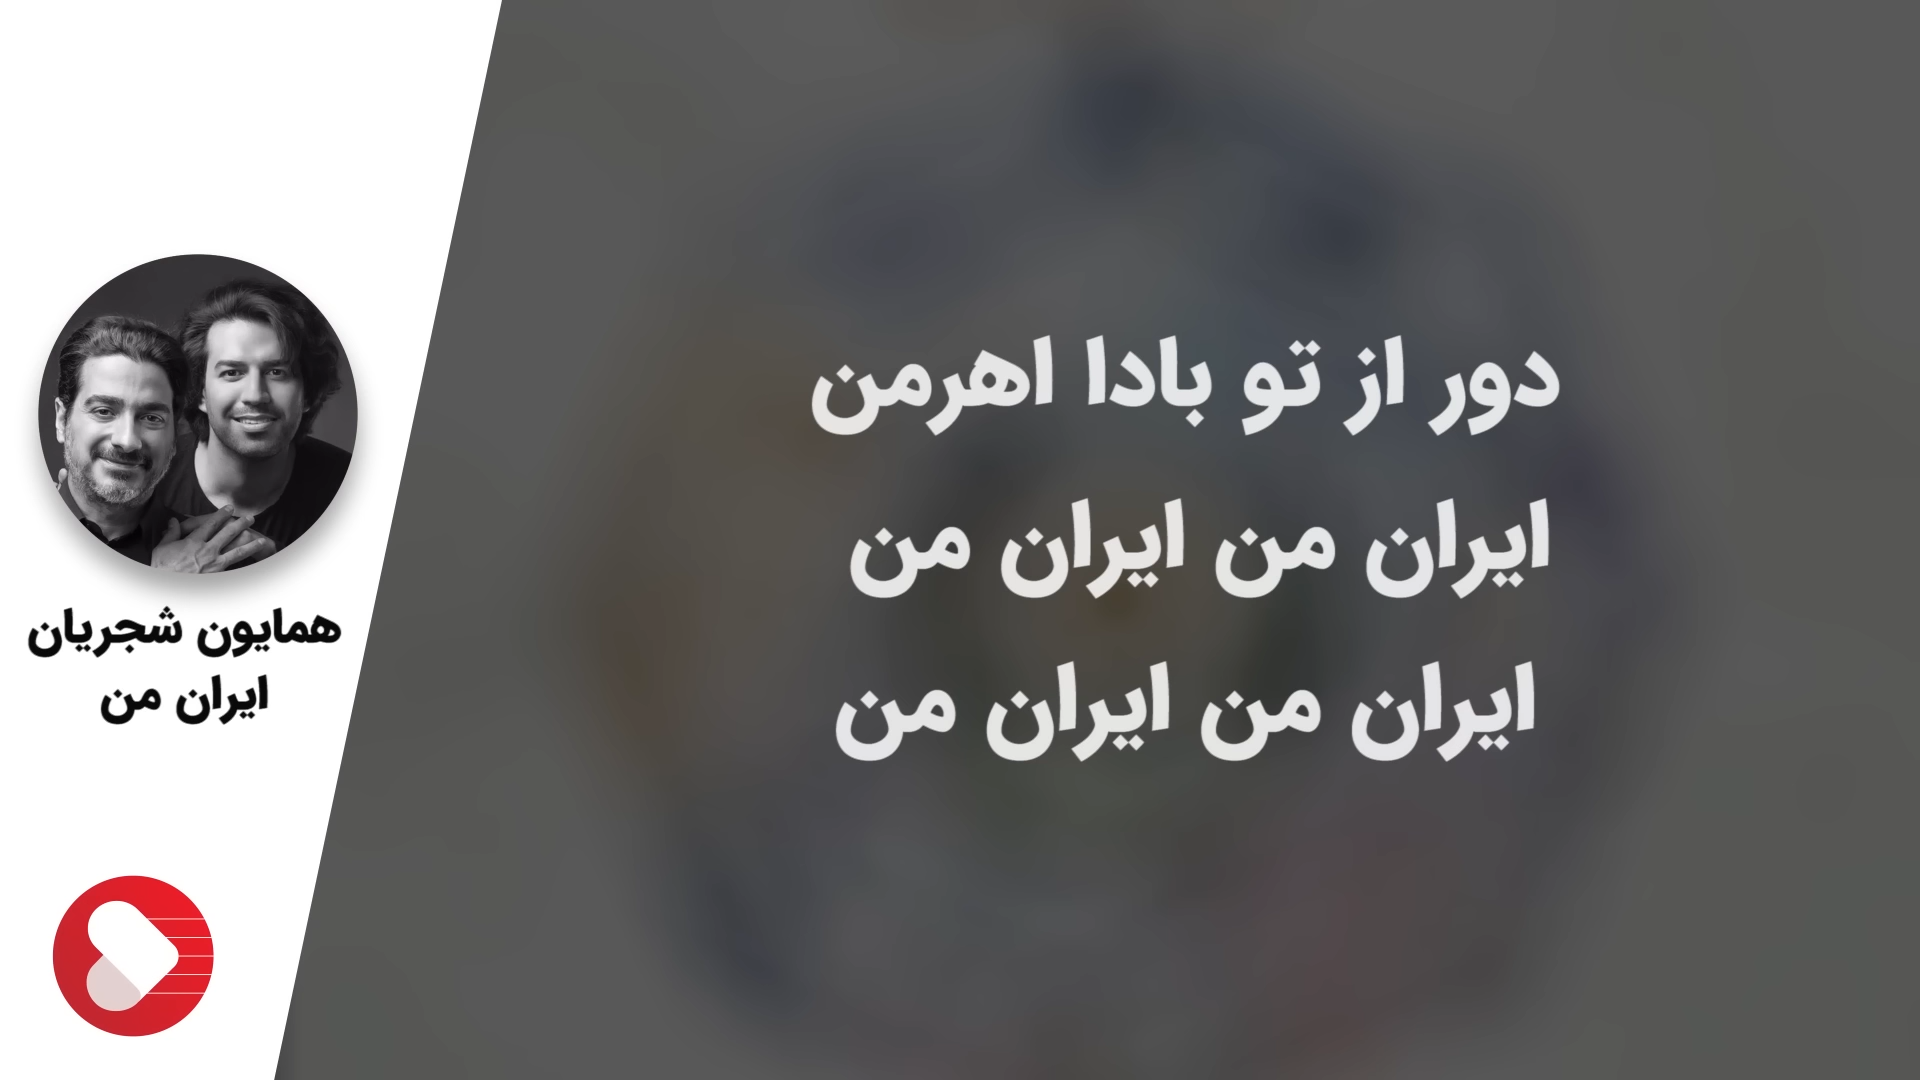 دور از تو بادا اهرمن
ایران من ایران من
ایران من ایران من
همایون شجریان
ایران من